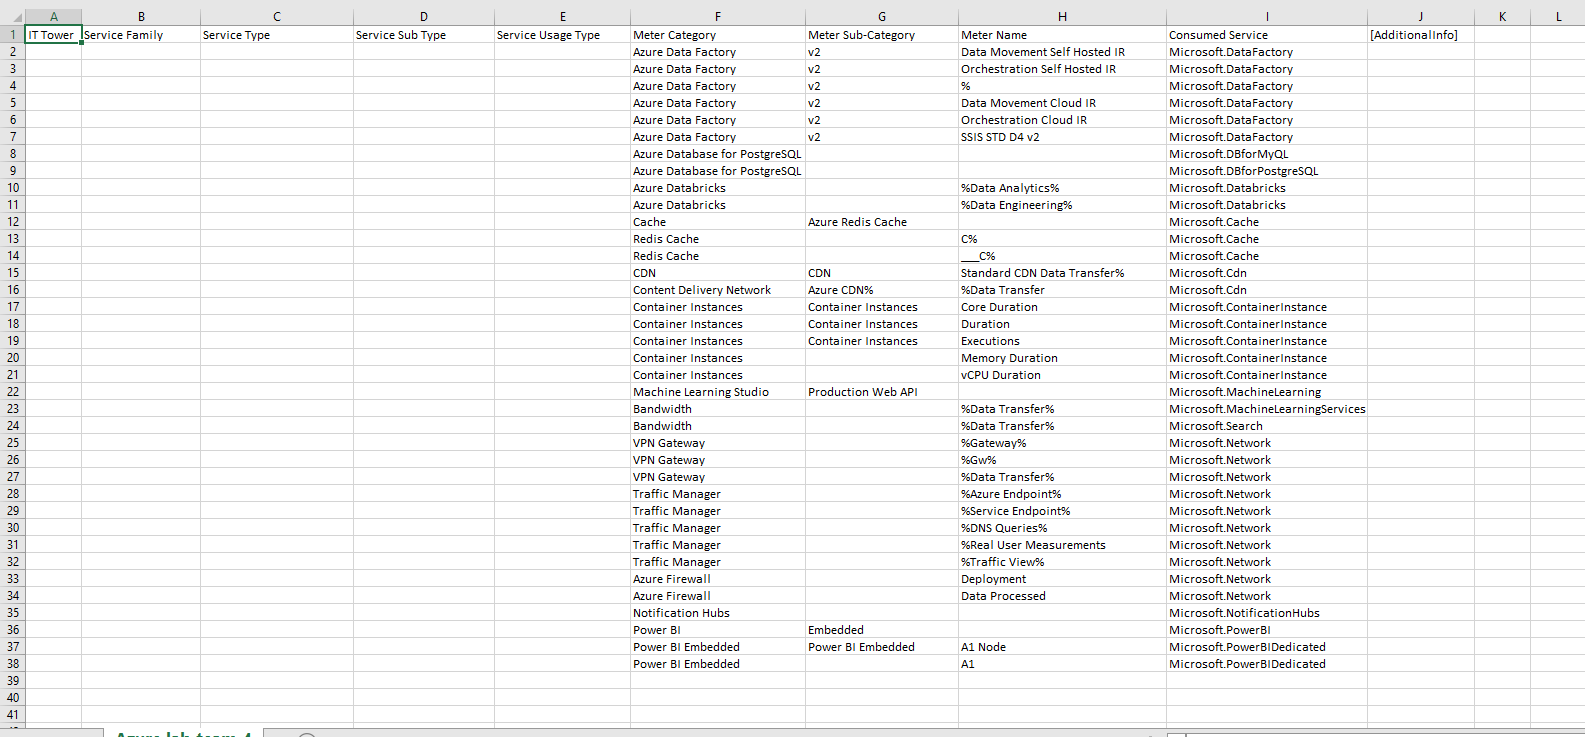 A B C D E F G H I J K L
1 IT Tower Service Family Service Type Service Sub Type Service Usage Type Meter Category Meter Sub-Category Meter Name Consumed Service [AdditionalInfo]
2 Azure Data Factory v2 Data Movement Self Hosted IR Microsoft.DataFactory
3 Azure Data Factory v2 Orchestration Self Hosted IR Microsoft.DataFactory
4 Azure Data Factory v2 % Microsoft.DataFactory
5 Azure Data Factory v2 Data Movement Cloud IR Microsoft.DataFactory
6 Azure Data Factory v2 Orchestration Cloud IR Microsoft.DataFactory
7 Azure Data Factory v2 SSIS STD D4 v2 Microsoft.DataFactory
8 Azure Database for PostgreSQL Microsoft.DBforMyQL
9 Azure Database for PostgreSQL Microsoft.DBforPostgreSQL
10 Azure Databricks %Data Analytics% Microsoft.Databricks
11 Azure Databricks %Data Engineering% Microsoft.Databricks
12 Cache Azure Redis Cache Microsoft.Cache
13 Redis Cache C% Microsoft.Cache
14 Redis Cache ___C% Microsoft.Cache
15 CDN CDN Standard CDN Data Transfer% Microsoft.Cdn
16 Content Delivery Network Azure CDN% %Data Transfer Microsoft.Cdn
17 Container Instances Container Instances Core Duration Microsoft.ContainerInstance
18 Container Instances Container Instances Duration Microsoft.ContainerInstance
19 Container Instances Container Instances Executions Microsoft.ContainerInstance
20 Container Instances Memory Duration Microsoft.ContainerInstance
21 Container Instances vCPU Duration Microsoft.ContainerInstance
22 Machine Learning Studio Production Web API Microsoft.MachineLearning
23 Bandwidth %Data Transfer% Microsoft.MachineLearningServices
24 Bandwidth %Data Transfer% Microsoft.Search
25 VPN Gateway %Gateway% Microsoft.Network
26 VPN Gateway %Gw% Microsoft.Network
27 VPN Gateway %Data Transfer% Microsoft.Network
28 Traffic Manager %Azure Endpoint% Microsoft.Network
29 Traffic Manager %Service Endpoint% Microsoft.Network
30 Traffic Manager %DNS Queries% Microsoft.Network
31 Traffic Manager %Real User Measurements Microsoft.Network
32 Traffic Manager %Traffic View% Microsoft.Network
33 Azure Firewall Deployment Microsoft.Network
34 Azure Firewall Data Processed Microsoft.Network
35 Notification Hubs Microsoft.NotificationHubs
36 Power BI Embedded Microsoft.PowerBI
37 Power BI Embedded Power BI Embedded A1 Node Microsoft.PowerBIDedicated
38 Power BI Embedded A1 Microsoft.PowerBIDedicated
39
40
41